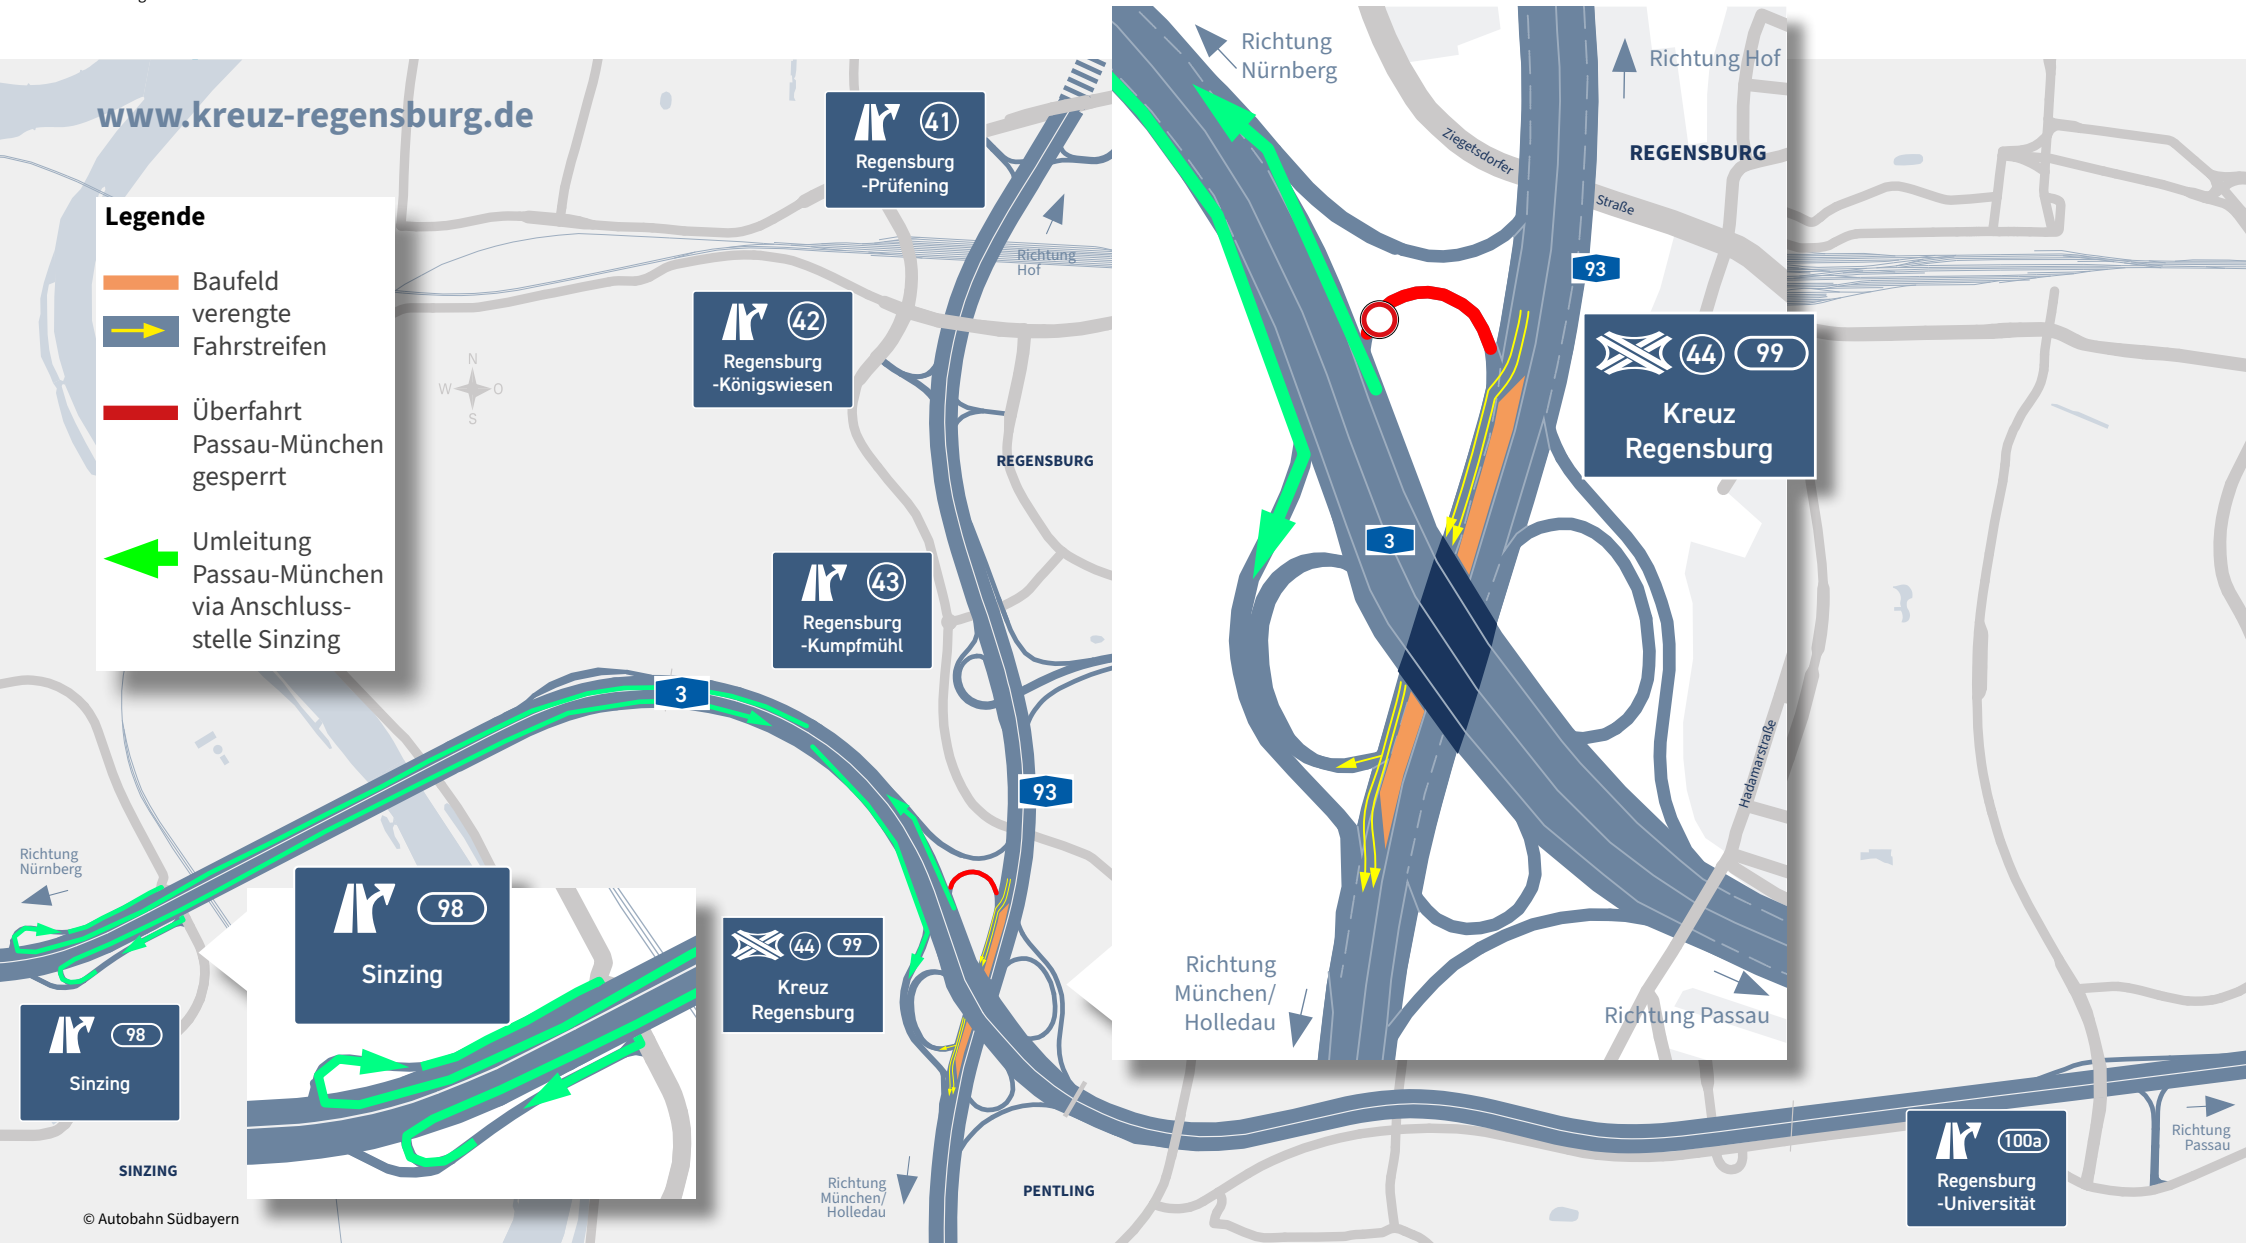 www.kreuz-regensburg.de
Legende
Baufeld
verengte
Fahrstreifen
Überfahrt
Passau-München
gesperrt
Umleitung
Passau-München
via Anschluss-
stelle Sinzing
N
W
O
S
41
Regensburg
-Prüfening
Richtung
Hof
42
Regensburg
-Königswiesen
REGENSBURG
43
Regensburg
-Kumpfmühl
3
93
Richtung
Nürnberg
98
Sinzing
98
Sinzing
SINZING
© Autobahn Südbayern
44
99
Kreuz
Regensburg
Richtung
München/
Holledau
PENTLING
Richtung
Nürnberg
Richtung Hof
Ziegetsdorfer
Straße
REGENSBURG
93
44
99
Kreuz
Regensburg
3
Hadamarstraße
Richtung
München/
Holledau
Richtung Passau
100a
Regensburg
-Universität
Richtung
Passau